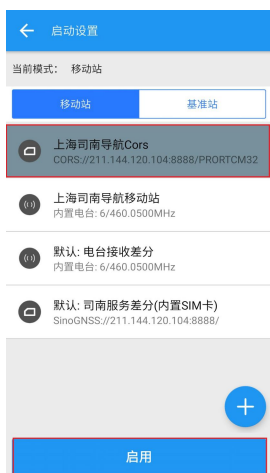 启动设置
当前模式： 移动站
移动站 基准站
上海司南导航Cors
CORS://211.144.120.104:8888/PRORTCM32
上海司南导航移动站
内置电台: 6/460.0500MHz
默认: 电台接收差分
内置电台: 6/460.0500MHz
默认: 司南服务差分(内置SIM卡)
SinoGNSS://211.144.120.104:8888/
启用